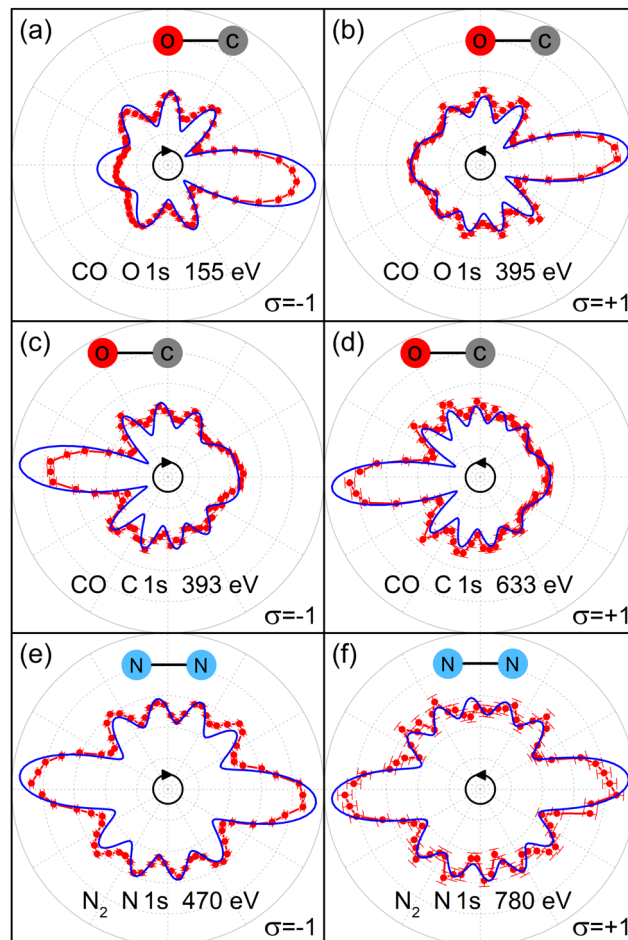 (a) O C
CO O 1s 155 eV
σ=-1
(b) O C
CO O 1s 395 eV
σ=+1
(c) O C
CO C 1s 393 eV
σ=-1
(d) O C
CO C 1s 633 eV
σ=+1
(e) N N
N₂ N 1s 470 eV
σ=-1
(f) N N
N₂ N 1s 780 eV
σ=+1